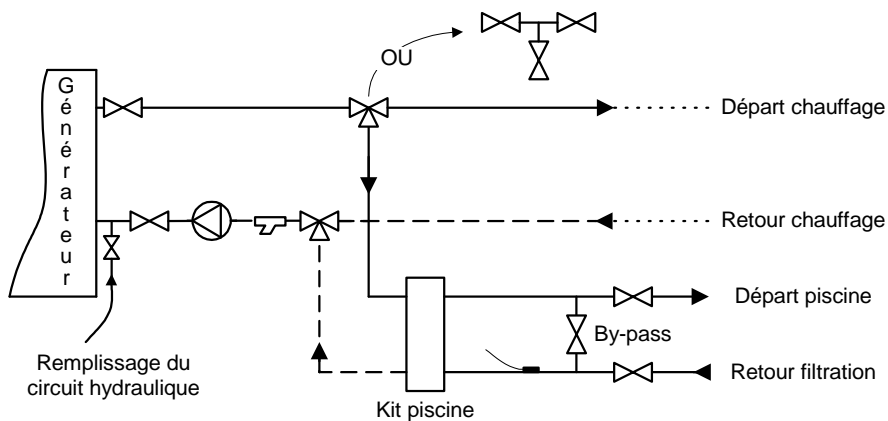 Générateur
OU
Départ chauffage
Retour chauffage
Départ piscine
By-pass
Retour filtration
Remplissage du
circuit hydraulique
Kit piscine